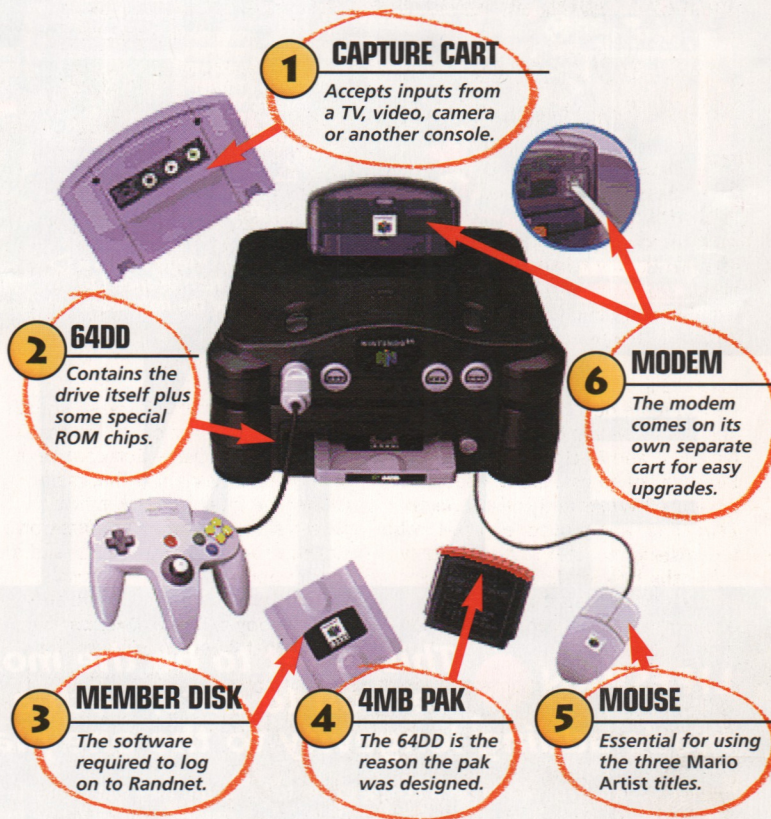 1
CAPTURE CART
Accepts inputs from
a TV, video, camera
or another console.
2
64DD
Contains the
drive itself plus
some special
ROM chips.
NINTENDO 64
64DD
6
MODEM
The modem
comes on its
own separate
cart for easy
upgrades.
3
MEMBER DISK
The software
required to log
on to Randnet.
4
4MB PAK
The 64DD is the
reason the pak
was designed.
5
MOUSE
Essential for using
the three Mario
Artist titles.